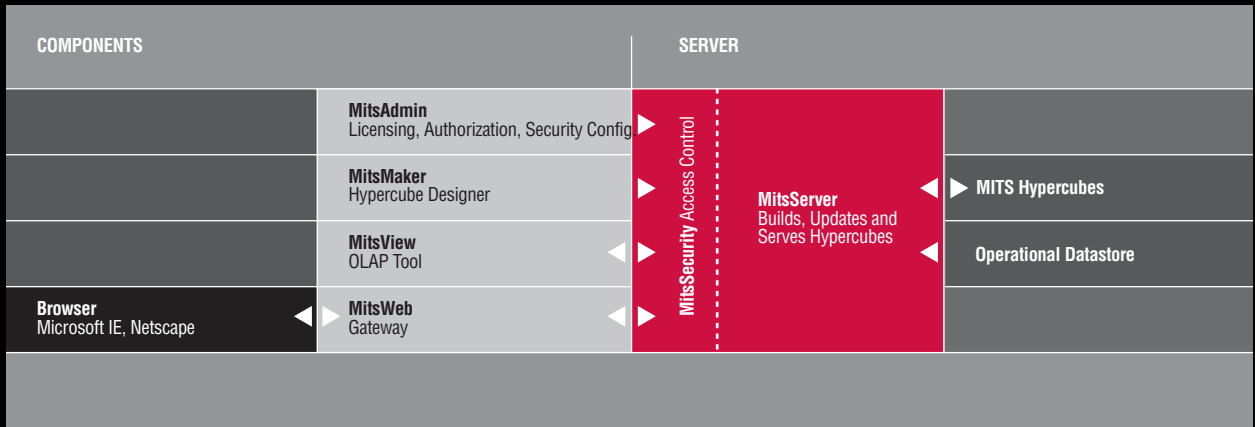 COMPONENTS
SERVER
MitsAdmin
Licensing, Authorization, Security Config.
MitsMaker
Hypercube Designer
MitsView
OLAP Tool
Browser
Microsoft IE, Netscape
MitsWeb
Gateway
MitsSecurity Access Control
MitsServer
Builds, Updates and
Serves Hypercubes
MITS Hypercubes
Operational Datastore